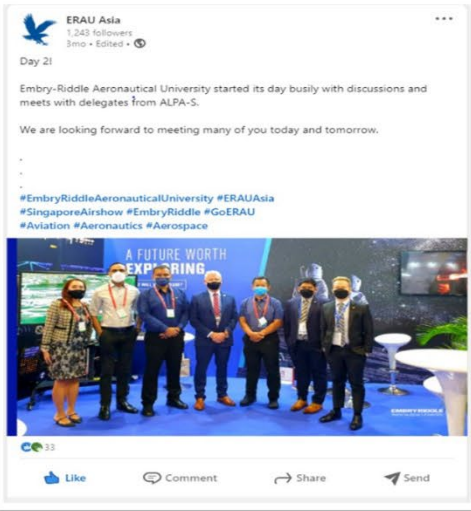 ERAU Asia
1,243 followers
3mo • Edited •
Day 2!
Embry-Riddle Aeronautical University started its day busily with discussions and
meets with delegates from ALPA-S.
We are looking forward to meeting many of you today and tomorrow.
.
.
.
#EmbryRiddleAeronauticalUniversity #ERAUAsia
#SingaporeAirshow #EmbryRiddle #GoERAU
#Aviation #Aeronautics #Aerospace
A FUTURE WORTH
EXPLORING
EMBRY-RIDDLE
33
Like
Comment
Share
Send